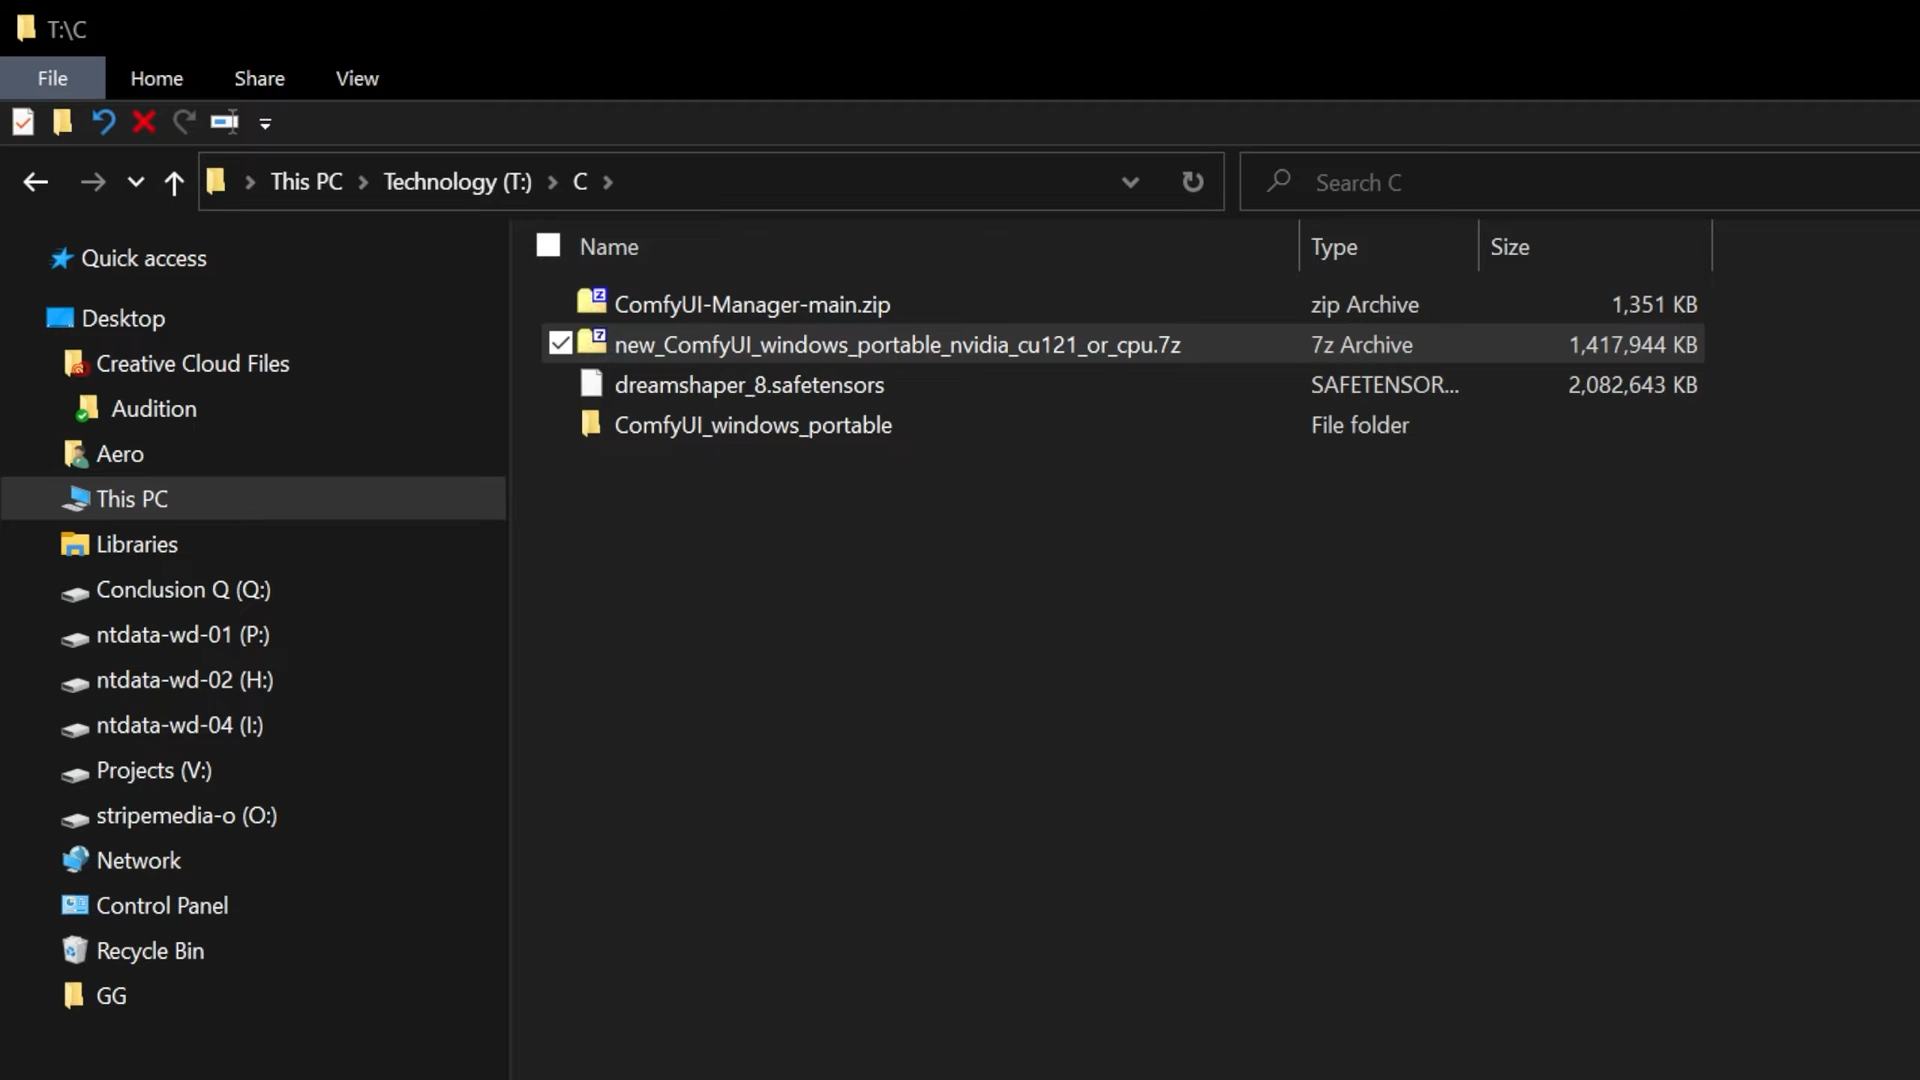 T:\C
File Home Share View
This PC Technology (T:) C Search C
Name Type Size
ComfyUI-Manager-main.zip zip Archive 1,351 KB
new_ComfyUI_windows_portable_nvidia_cu121_or_cpu.7z 7z Archive 1,417,944 KB
dreamshaper_8.safetensors SAFETENSOR... 2,082,643 KB
ComfyUI_windows_portable File folder
Quick access
Desktop
Creative Cloud Files
Audition
Aero
This PC
Libraries
Conclusion Q (Q:)
ntdata-wd-01 (P:)
ntdata-wd-02 (H:)
ntdata-wd-04 (I:)
Projects (V:)
stripemedia-o (O:)
Network
Control Panel
Recycle Bin
GG